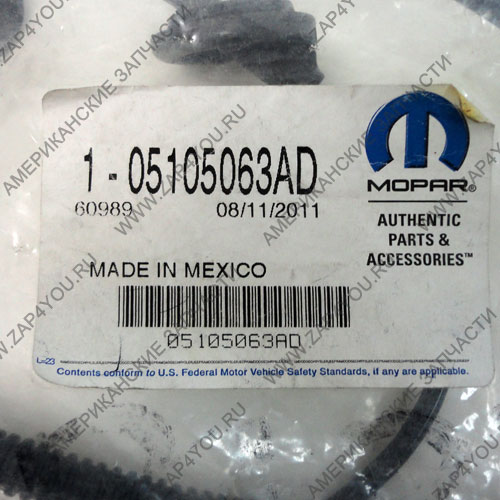 1-05105063AD
60989 08/11/2011
MADE IN MEXICO
05105063AD
L-23
Contents conform to U.S. Federal Motor Vehicle Safety Standards, if any are applicable.
MOPAR®
AUTHENTIC
PARTS &
ACCESSORIES™
WWW.ZAP4YOU.RU
АМЕРИКАНСКИЕ ЗАПЧАСТИ